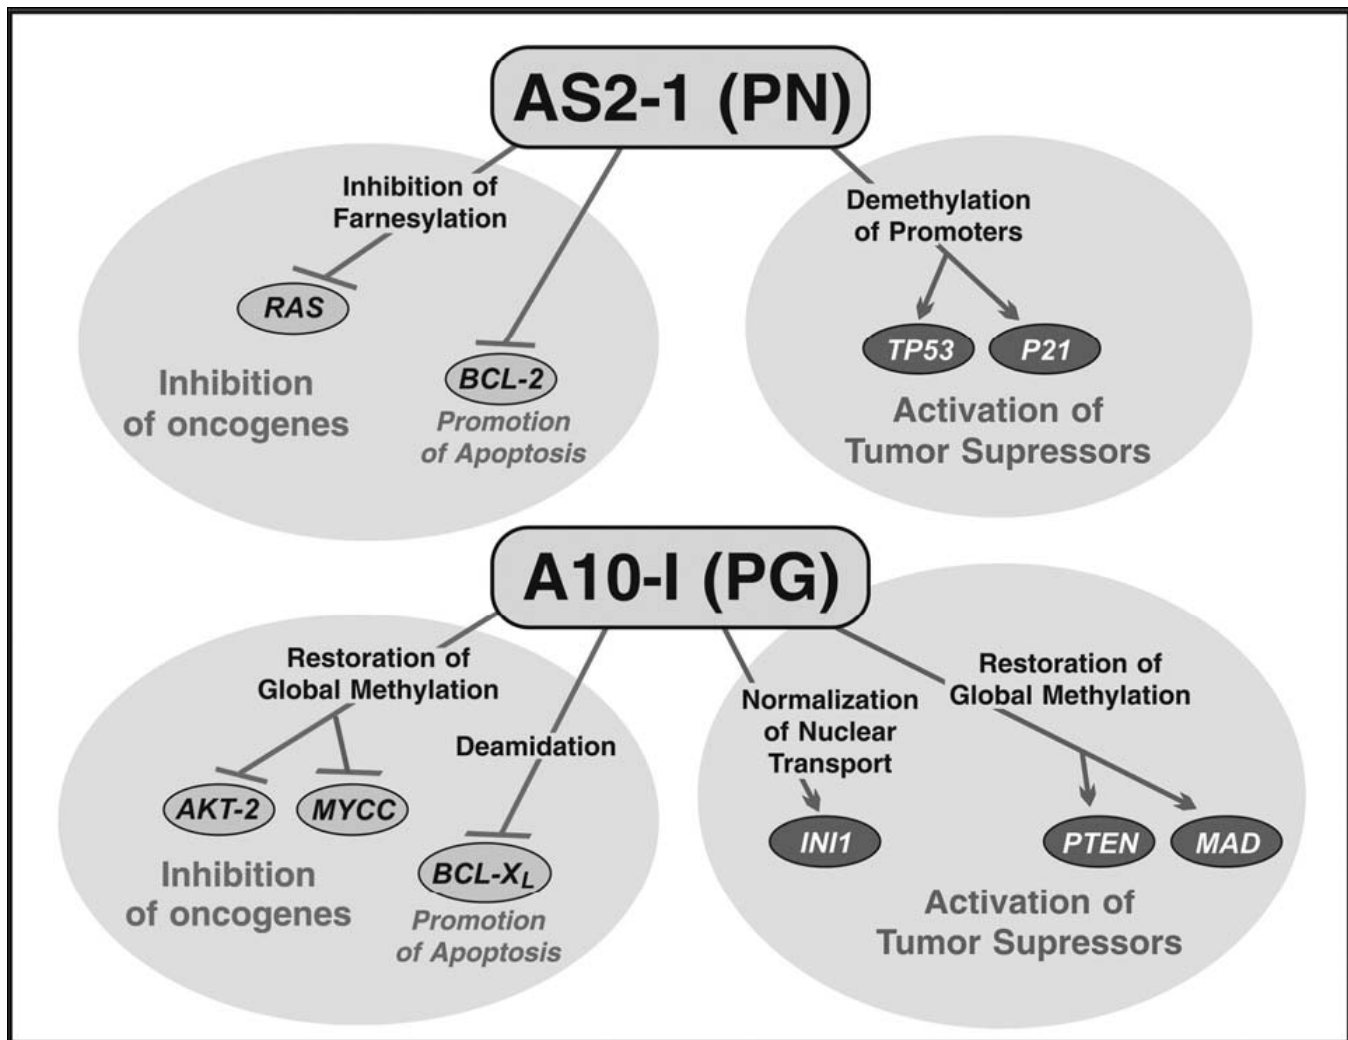 AS2-1 (PN)
Inhibition of
Farnesylation
RAS
BCL-2
Inhibition
of oncogenes
Promotion
of Apoptosis
Demethylation
of Promoters
TP53
P21
Activation of
Tumor Supressors
A10-I (PG)
Restoration of
Global Methylation
Deamidation
AKT-2
MYCC
BCL-XL
Inhibition
of oncogenes
Promotion
of Apoptosis
Normalization
of Nuclear
Transport
Restoration of
Global Methylation
INI1
PTEN
MAD
Activation of
Tumor Supressors